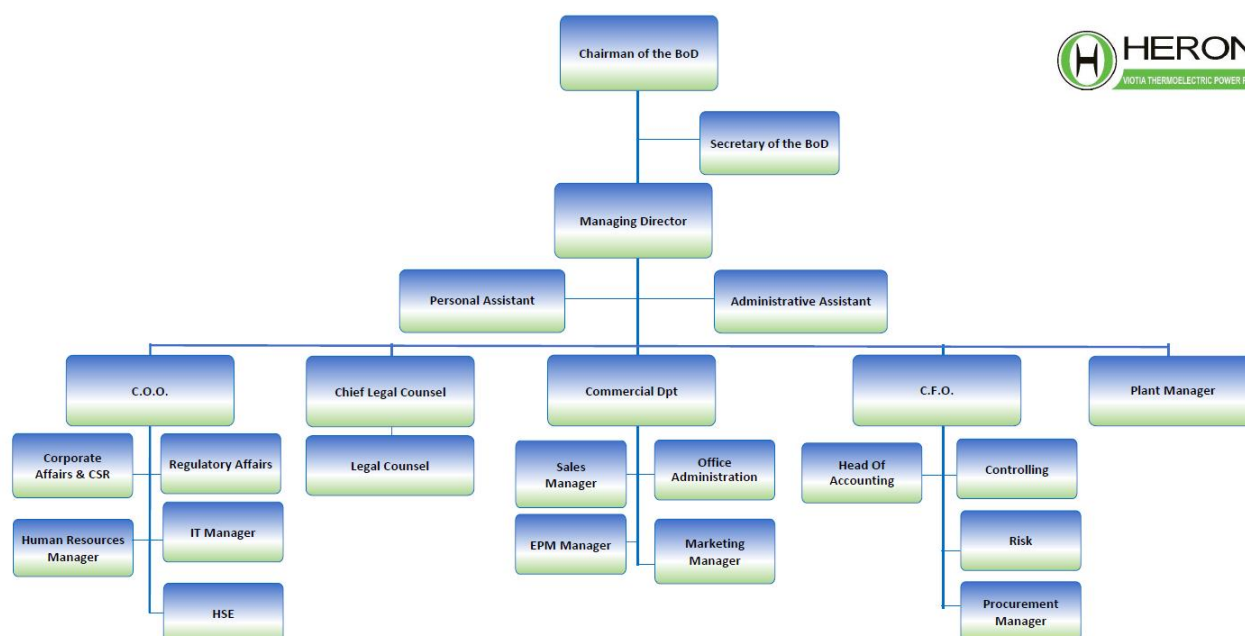 Chairman of the BoD
HERON
VIOTIA THERMOELECTRIC POWER
Secretary of the BoD
Managing Director
Personal Assistant
Administrative Assistant
C.O.O.
Chief Legal Counsel
Commercial Dpt
C.F.O.
Plant Manager
Corporate
Affairs & CSR
Regulatory Affairs
Legal Counsel
Sales
Manager
Office
Administration
Head Of
Accounting
Controlling
Human Resources
Manager
IT Manager
EPM Manager
Marketing
Manager
Risk
HSE
Procurement
Manager